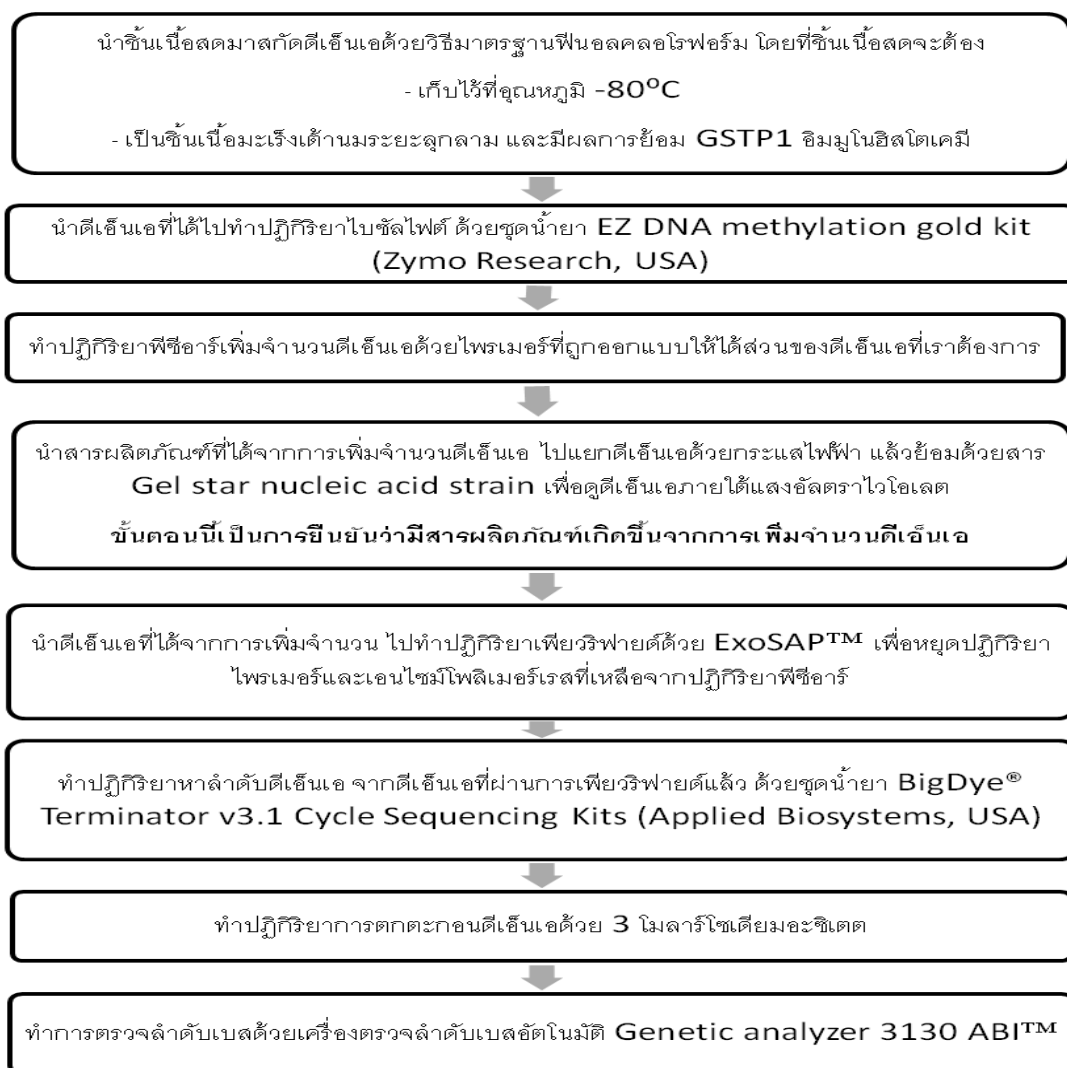 นำชิ้นเนื้อสดมาสกัดดีเอ็นเอด้วยวิธีมาตรฐานฟีนอลคลอโรฟอร์ม โดยที่ชิ้นเนื้อสดจะต้อง
- เก็บไว้ที่อุณหภูมิ -80⁰C
- เป็นชิ้นเนื้อมะเร็งเต้านมระยะลุกลาม และมีผลการย้อม GSTP1 อิมมูโนฮิสโตเคมี
นำดีเอ็นเอที่ได้ไปทำปฏิกิริยาไบซัลไฟต์ ด้วยชุดน้ำยา EZ DNA methylation gold kit
(Zymo Research, USA)
ทำปฏิกิริยาพีซีอาร์เพิ่มจำนวนดีเอ็นเอด้วยไพรเมอร์ที่ถูกออกแบบให้ได้ส่วนของดีเอ็นเอที่เราต้องการ
นำสารผลิตภัณฑ์ที่ได้จากการเพิ่มจำนวนดีเอ็นเอ ไปแยกดีเอ็นเอด้วยกระแสไฟฟ้า แล้วย้อมด้วยสาร
Gel star nucleic acid strain เพื่อดูดีเอ็นเอภายใต้แสงอัลตราไวโอเลต
ขั้นตอนนี้เป็นการยืนยันว่ามีสารผลิตภัณฑ์เกิดขึ้นจากการเพิ่มจำนวนดีเอ็นเอ
นำดีเอ็นเอที่ได้จากการเพิ่มจำนวน ไปทำปฏิกิริยาเพียวริฟายด์ด้วย ExoSAP™ เพื่อหยุดปฏิกิริยา
ไพรเมอร์และเอนไซม์โพลิเมอร์เรสที่เหลือจากปฏิกิริยาพีซีอาร์
ทำปฏิกิริยาหาลำดับดีเอ็นเอ จากดีเอ็นเอที่ผ่านการเพียวริฟายด์แล้ว ด้วยชุดน้ำยา BigDye®
Terminator v3.1 Cycle Sequencing Kits (Applied Biosystems, USA)
ทำปฏิกิริยาการตกตะกอนดีเอ็นเอด้วย 3 โมลาร์โซเดียมอะซิเตต
ทำการตรวจลำดับเบสด้วยเครื่องตรวจลำดับเบสอัตโนมัติ Genetic analyzer 3130 ABI™